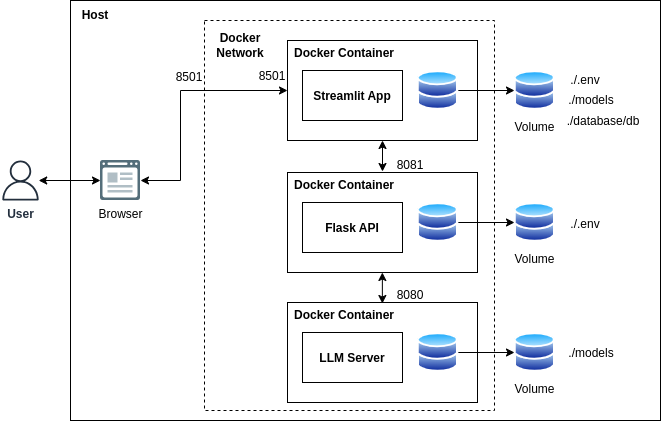 Host
Docker
Network
8501
8501
Docker Container
Streamlit App
Volume
./.env
./models
./database/db
8081
User
Browser
Docker Container
Flask API
Volume
./.env
8080
Docker Container
LLM Server
Volume
./models